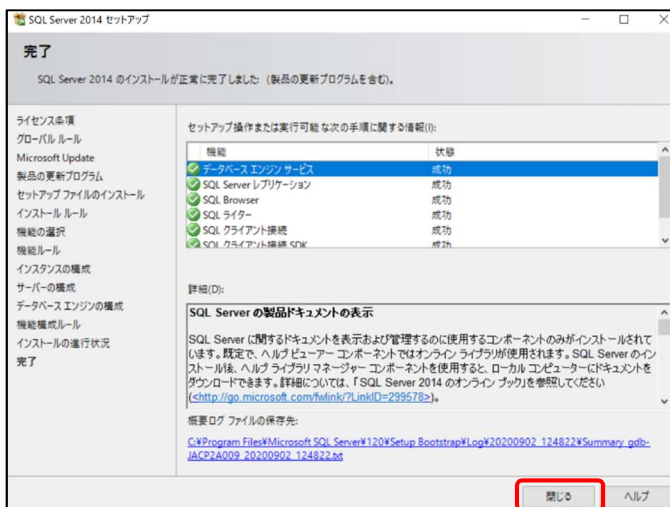 SQL Server 2014 セットアップ
完了
SQL Server 2014 のインストールが正常に完了しました: (製品の更新プログラムを含む)。
ライセンス条項
グローバル ルール
Microsoft Update
製品の更新プログラム
セットアップ ファイルのインストール
インストール ルール
機能の選択
機能ルール
インスタンスの構成
サーバーの構成
データベース エンジンの構成
機能構成ルール
インストールの進行状況
完了
セットアップ操作または実行可能な次の手順に関する情報(I):
機能 状態
データベース エンジン サービス 成功
SQL Server レプリケーション 成功
SQL Browser 成功
SQL ライター 成功
SQL クライアント接続 成功
SQL クライアント接続 SDK 成功
詳細(D):
SQL Server の製品ドキュメントの表示
SQL Server に関するドキュメントを表示および管理するのに使用するコンポーネントのみがインストールされて
います。既定で、ヘルプ ビューアー コンポーネントではオンライン ライブラリが使用されます。SQL Server のイン
ストール後、ヘルプ ライブラリ マネージャー コンポーネントを使用すると、ローカル コンピューターにドキュメントを
ダウンロードできます。詳細については、「SQL Server 2014 のオンライン ブック」を参照してください
(<http://go.microsoft.com/fwlink/?LinkID=299578>)。
概要ログ ファイルの保存先:
C:¥Program Files¥Microsoft SQL Server¥120¥Setup Bootstrap¥Log¥20200902_124822¥Summary_gdb-
JACP2A009_20200902_124822.txt
閉じる ヘルプ